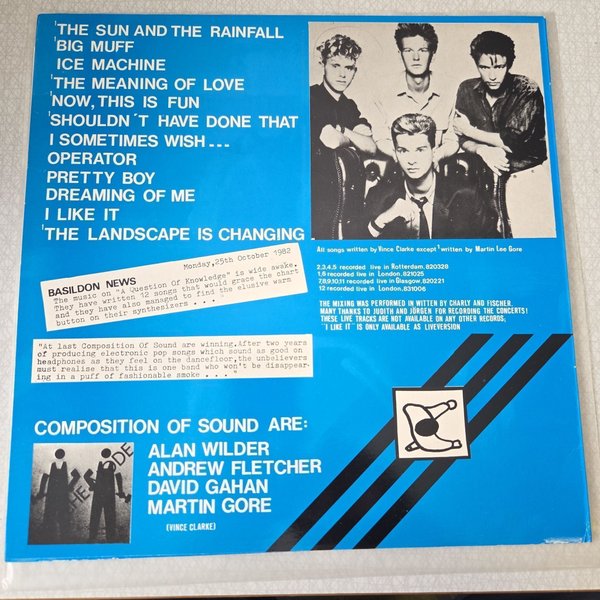 ¹THE SUN AND THE RAINFALL
¹BIG MUFF
ICE MACHINE
¹THE MEANING OF LOVE
¹NOW, THIS IS FUN
¹SHOULDN´T HAVE DONE THAT
I SOMETIMES WISH...
OPERATOR
PRETTY BOY
DREAMING OF ME
I LIKE IT
¹THE LANDSCAPE IS CHANGING
All songs written by Vince Clarke except ¹ written by Martin Lee Gore
2,3,4,5 recorded live in Rotterdam, 820328
1,6 recorded live in London, 821025
7,8,9,10,11 recorded live in Glasgow, 820221
12 recorded live in London, 831006
THE MIXING WAS PERFORMED IN WITTEN BY CHARLY AND FISCHER.
MANY THANKS TO JUDITH AND JÖRGEN FOR RECORDING THE CONCERTS!
THESE LIVE TRACKS ARE NOT AVAILABLE ON ANY OTHER RECORDS;
"I LIKE IT" IS ONLY AVAILABLE AS LIVEVERSION
Monday, 25th October 1982
BASILDON NEWS
The music on "A Question Of Knowledge" is wide awake.
They have written 12 songs that would grace the chart
and they have also managed to find the elusive warm
button on their synthesizers . . . "
"At last Composition Of Sound are winning. After two years
of producing electronic pop songs which sound as good on
headphones as they feel on the dancefloor, the unbelievers
must realise that this is one band who won't be disappear-
ing in a puff of fashionable smoke . . . "
COMPOSITION OF SOUND ARE:
ALAN WILDER
ANDREW FLETCHER
DAVID GAHAN
MARTIN GORE
(VINCE CLARKE)